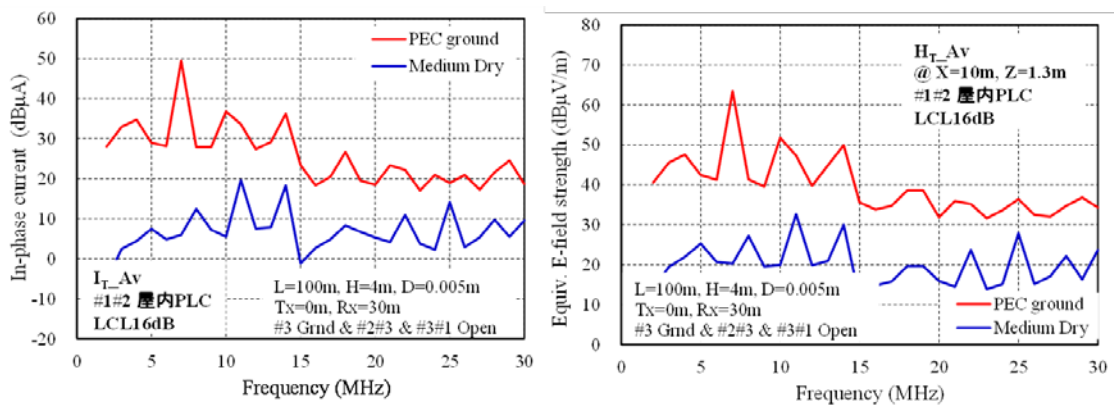 In-phase current (dBμA)
60
50
40
30
20
10
0
-10
-20
PEC ground
Medium Dry
I_T_Av
#1#2 屋内PLC
LCL16dB
L=100m, H=4m, D=0.005m
Tx=0m, Rx=30m
#3 Grnd & #2#3 & #3#1 Open
0 5 10 15 20 25 30
Frequency (MHz)
Equiv. E-field strength (dBμV/m)
80
70
60
50
40
30
20
10
0
H_T_Av
@ X=10m, Z=1.3m
#1#2 屋内PLC
LCL16dB
L=100m, H=4m, D=0.005m
Tx=0m, Rx=30m
#3 Grnd & #2#3 & #3#1 Open
PEC ground
Medium Dry
0 5 10 15 20 25 30
Frequency (MHz)